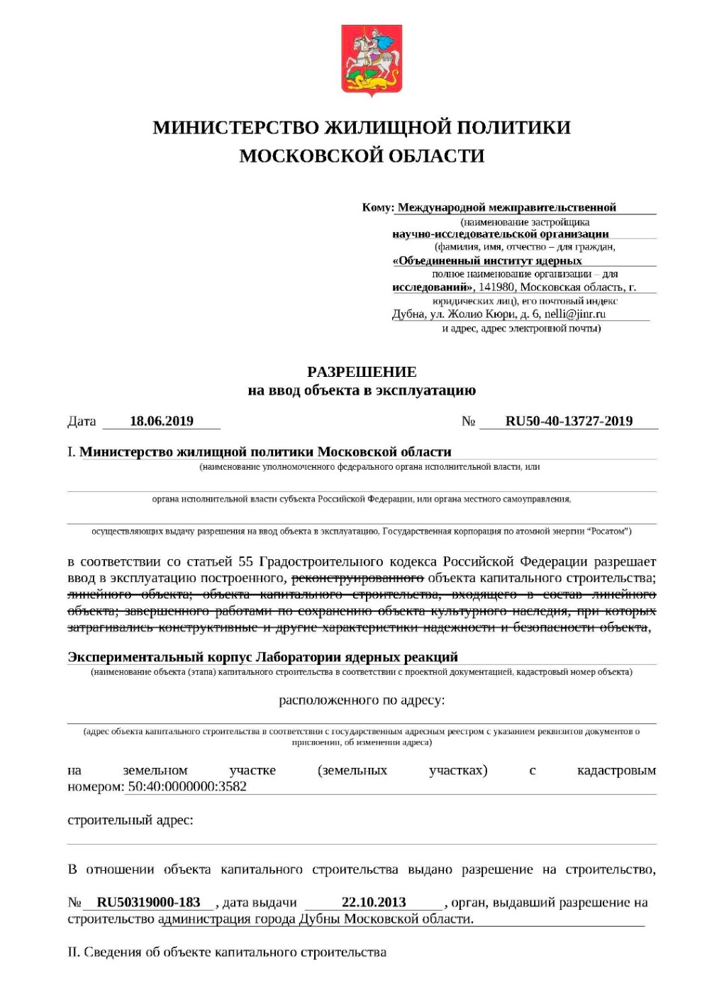 МИНИСТЕРСТВО ЖИЛИЩНОЙ ПОЛИТИКИ
МОСКОВСКОЙ ОБЛАСТИ
Кому: Международной межправительственной
(наименование застройщика
научно-исследовательской организации
(фамилия, имя, отчество – для граждан,
«Объединенный институт ядерных
полное наименование организации – для
исследований», 141980, Московская область, г.
юридических лиц), его почтовый индекс
Дубна, ул. Жолио Кюри, д. 6, nelli@jinr.ru
и адрес, адрес электронной почты)
РАЗРЕШЕНИЕ
на ввод объекта в эксплуатацию
Дата 18.06.2019 № RU50-40-13727-2019
I. Министерство жилищной политики Московской области
(наименование уполномоченного федерального органа исполнительной власти, или
органа исполнительной власти субъекта Российской Федерации, или органа местного самоуправления,
осуществляющих выдачу разрешения на ввод объекта в эксплуатацию, Государственная корпорация по атомной энергии “Росатом”)
в соответствии со статьей 55 Градостроительного кодекса Российской Федерации разрешает
ввод в эксплуатацию построенного, реконструированного объекта капитального строительства;
линейного объекта; объекта капитального строительства, входящего в состав линейного
объекта; завершенного работами по сохранению объекта культурного наследия, при которых
затрагивались конструктивные и другие характеристики надежности и безопасности объекта,
Экспериментальный корпус Лаборатории ядерных реакций
(наименование объекта (этапа) капитального строительства в соответствии с проектной документацией, кадастровый номер объекта)
расположенного по адресу:
(адрес объекта капитального строительства в соответствии с государственным адресным реестром с указанием реквизитов документов о
присвоении, об изменении адреса)
на земельном участке (земельных участках) с кадастровым
номером: 50:40:0000000:3582
строительный адрес:
В отношении объекта капитального строительства выдано разрешение на строительство,
№ RU50319000-183 , дата выдачи 22.10.2013 , орган, выдавший разрешение на
строительство администрация города Дубны Московской области.
II. Сведения об объекте капитального строительства